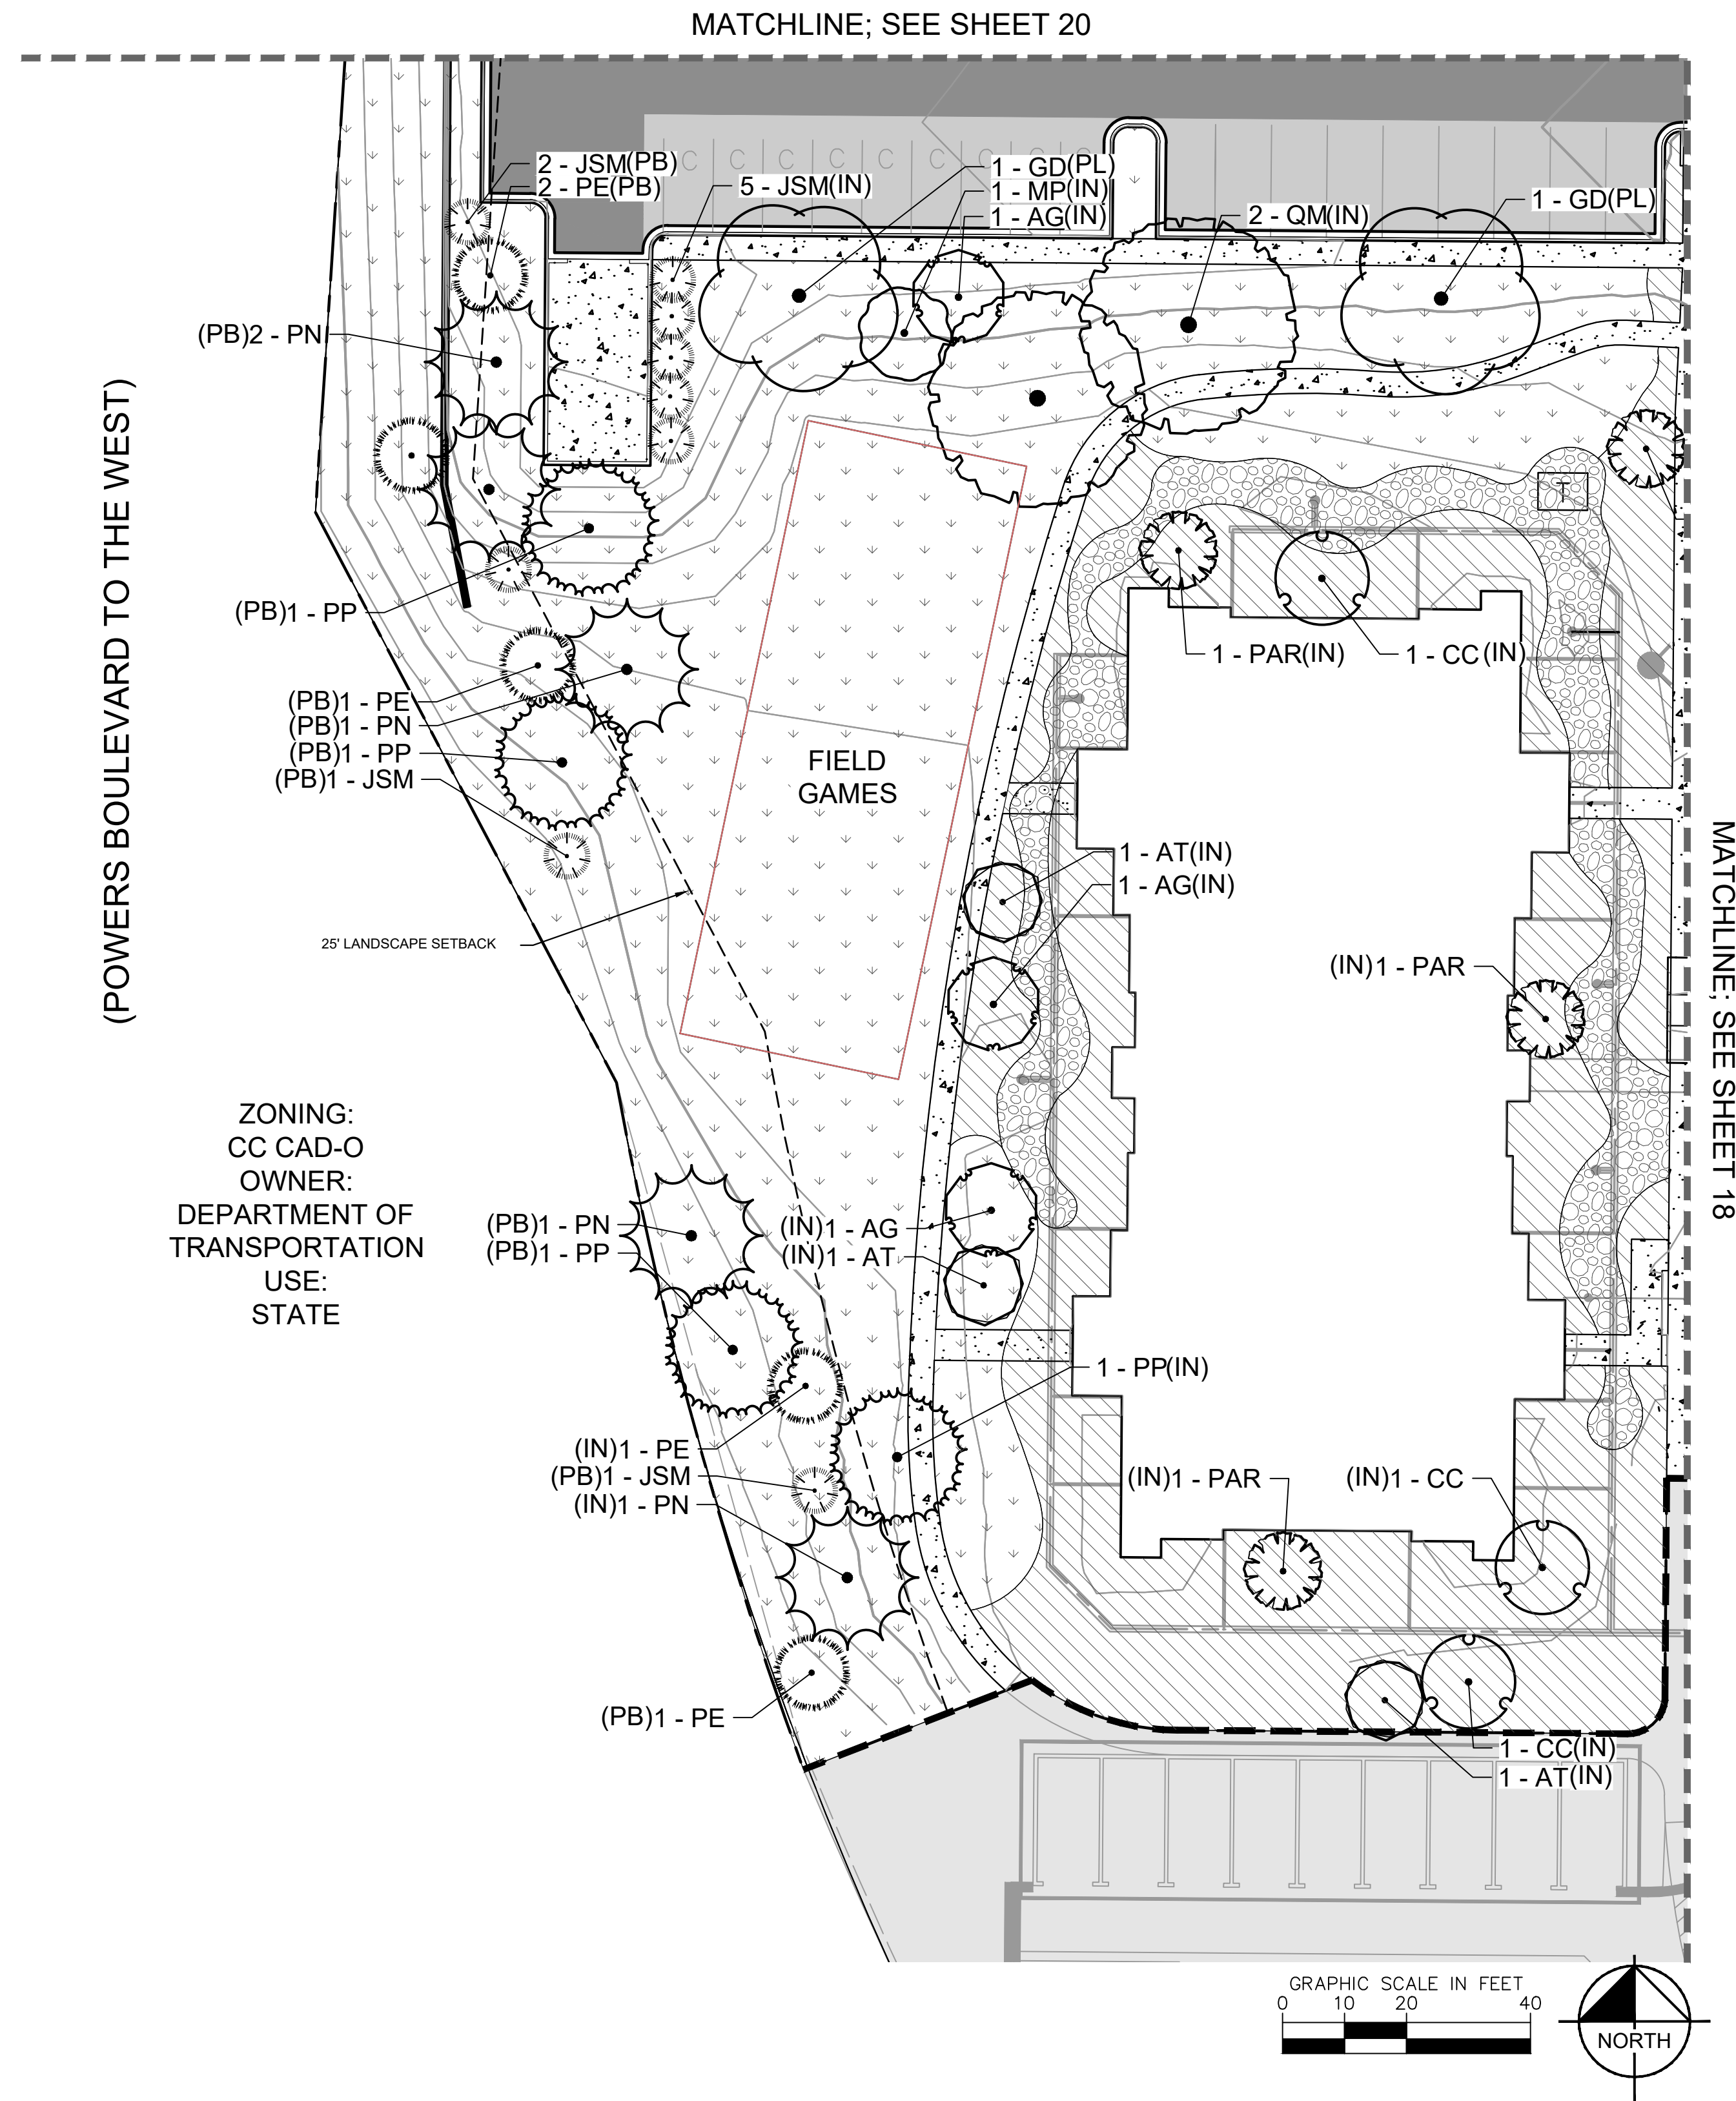 MATCHLINE; SEE SHEET 20
C C C C C C C C C
2 - JSM(PB)
2 - PE(PB)
5 - JSM(IN)
1 - GD(PL)
1 - MP(IN)
1 - AG(IN)
2 - QM(IN)
1 - GD(PL)
(PB)2 - PN
(POWERS BOULEVARD TO THE WEST)
T
(PB)1 - PP
1 - PAR(IN)
1 - CC(IN)
(PB)1 - PE
(PB)1 - PN
(PB)1 - PP
(PB)1 - JSM
FIELD
GAMES
1 - AT(IN)
1 - AG(IN)
25' LANDSCAPE SETBACK
(IN)1 - PAR
MATCHLINE; SEE SHEET 18
ZONING:
CC CAD-O
OWNER:
DEPARTMENT OF
TRANSPORTATION
USE:
STATE
(PB)1 - PN
(PB)1 - PP
(IN)1 - AG
(IN)1 - AT
1 - PP(IN)
(IN)1 - PE
(PB)1 - JSM
(IN)1 - PN
(IN)1 - PAR
(IN)1 - CC
(PB)1 - PE
1 - CC(IN)
1 - AT(IN)
GRAPHIC SCALE IN FEET
0 10 20 40
NORTH